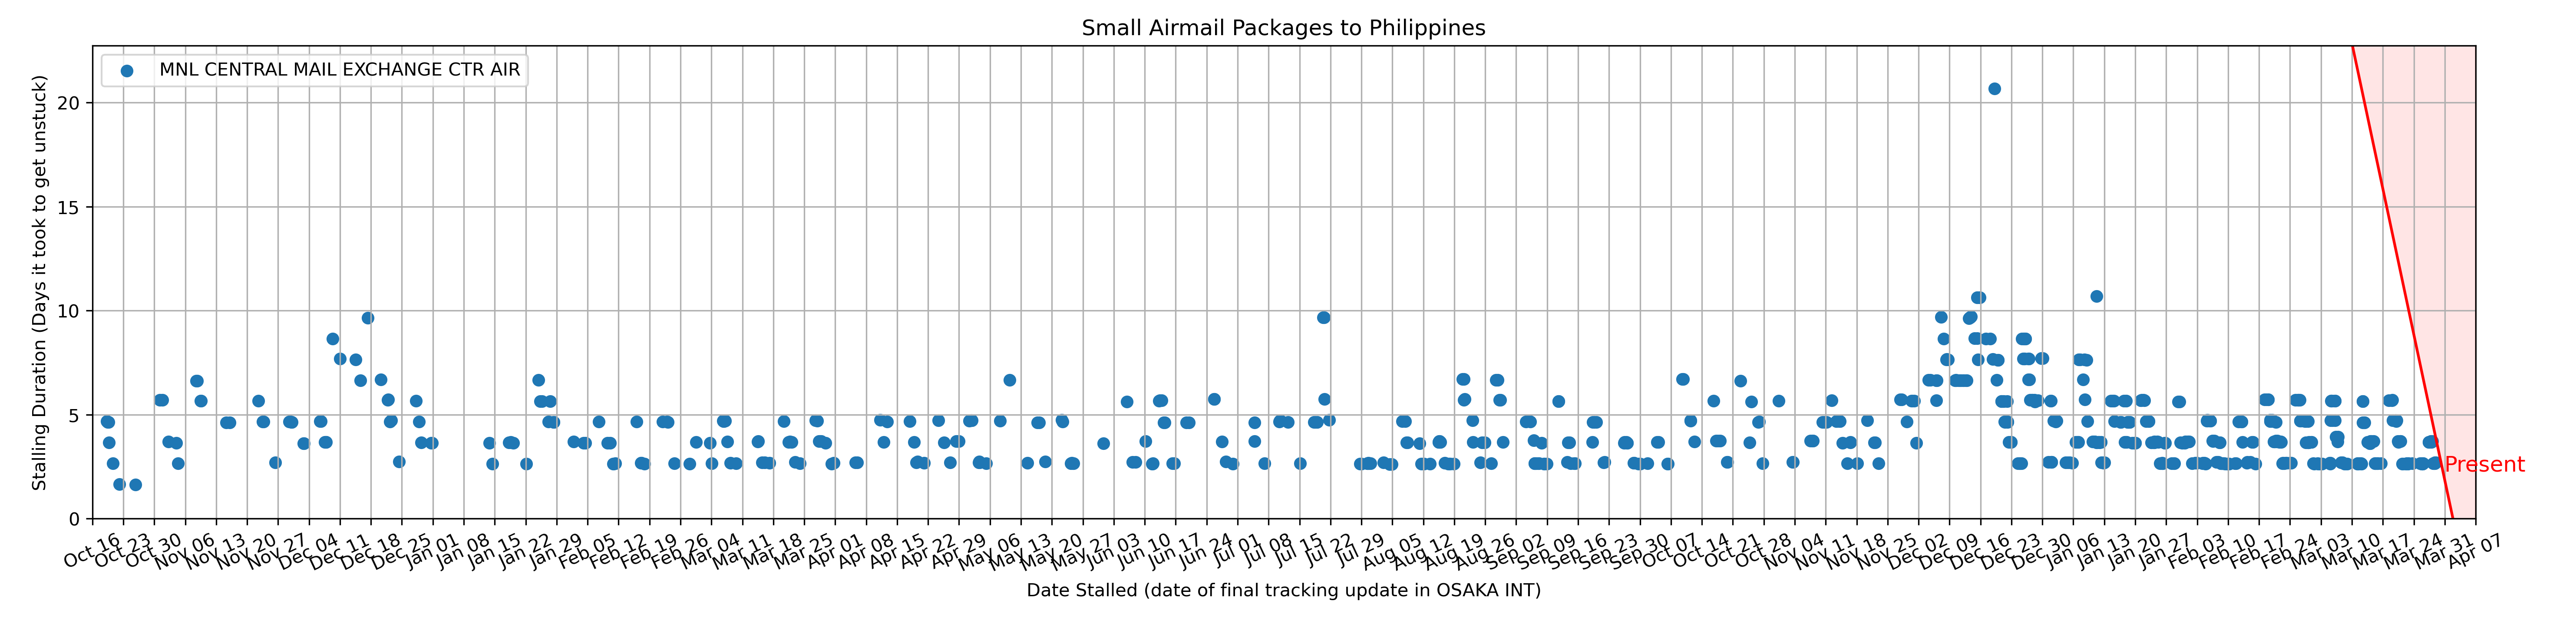 Small Airmail Packages to Philippines
MNL CENTRAL MAIL EXCHANGE CTR AIR
Stalling Duration (Days it took to get unstuck)
20
15
10
5
0
Present
Oct 16 Oct 23 Oct 30 Nov 06 Nov 13 Nov 20 Nov 27 Dec 04 Dec 11 Dec 18 Dec 25 Jan 01 Jan 08 Jan 15 Jan 22 Jan 29 Feb 05 Feb 12 Feb 19 Feb 26 Mar 04 Mar 11 Mar 18 Mar 25 Apr 01 Apr 08 Apr 15 Apr 22 Apr 29 May 06 May 13 May 20 May 27 Jun 03 Jun 10 Jun 17 Jun 24 Jul 01 Jul 08 Jul 15 Jul 22 Jul 29 Aug 05 Aug 12 Aug 19 Aug 26 Sep 02 Sep 09 Sep 16 Sep 23 Sep 30 Oct 07 Oct 14 Oct 21 Oct 28 Nov 04 Nov 11 Nov 18 Nov 25 Dec 02 Dec 09 Dec 16 Dec 23 Dec 30 Jan 06 Jan 13 Jan 20 Jan 27 Feb 03 Feb 10 Feb 17 Feb 24 Mar 03 Mar 10 Mar 17 Mar 24 Mar 31 Apr 07
Date Stalled (date of final tracking update in OSAKA INT)